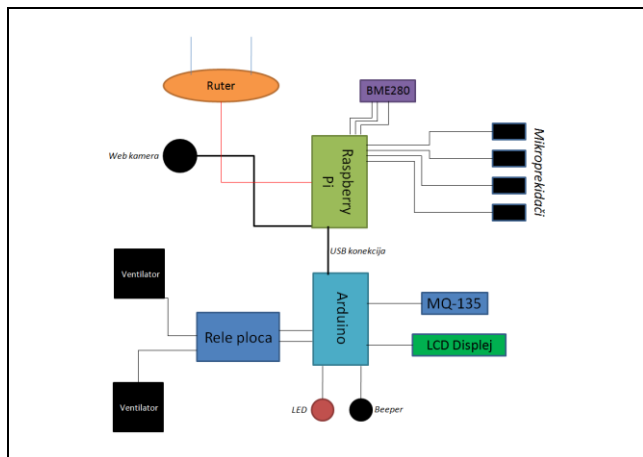 Ruter
BME280
Web kamera
Raspberry
Pi
Mikroprekidači
USB konekcija
Ventilator
Arduino
MQ-135
Rele ploca
LCD Displej
Ventilator
LED
Beeper